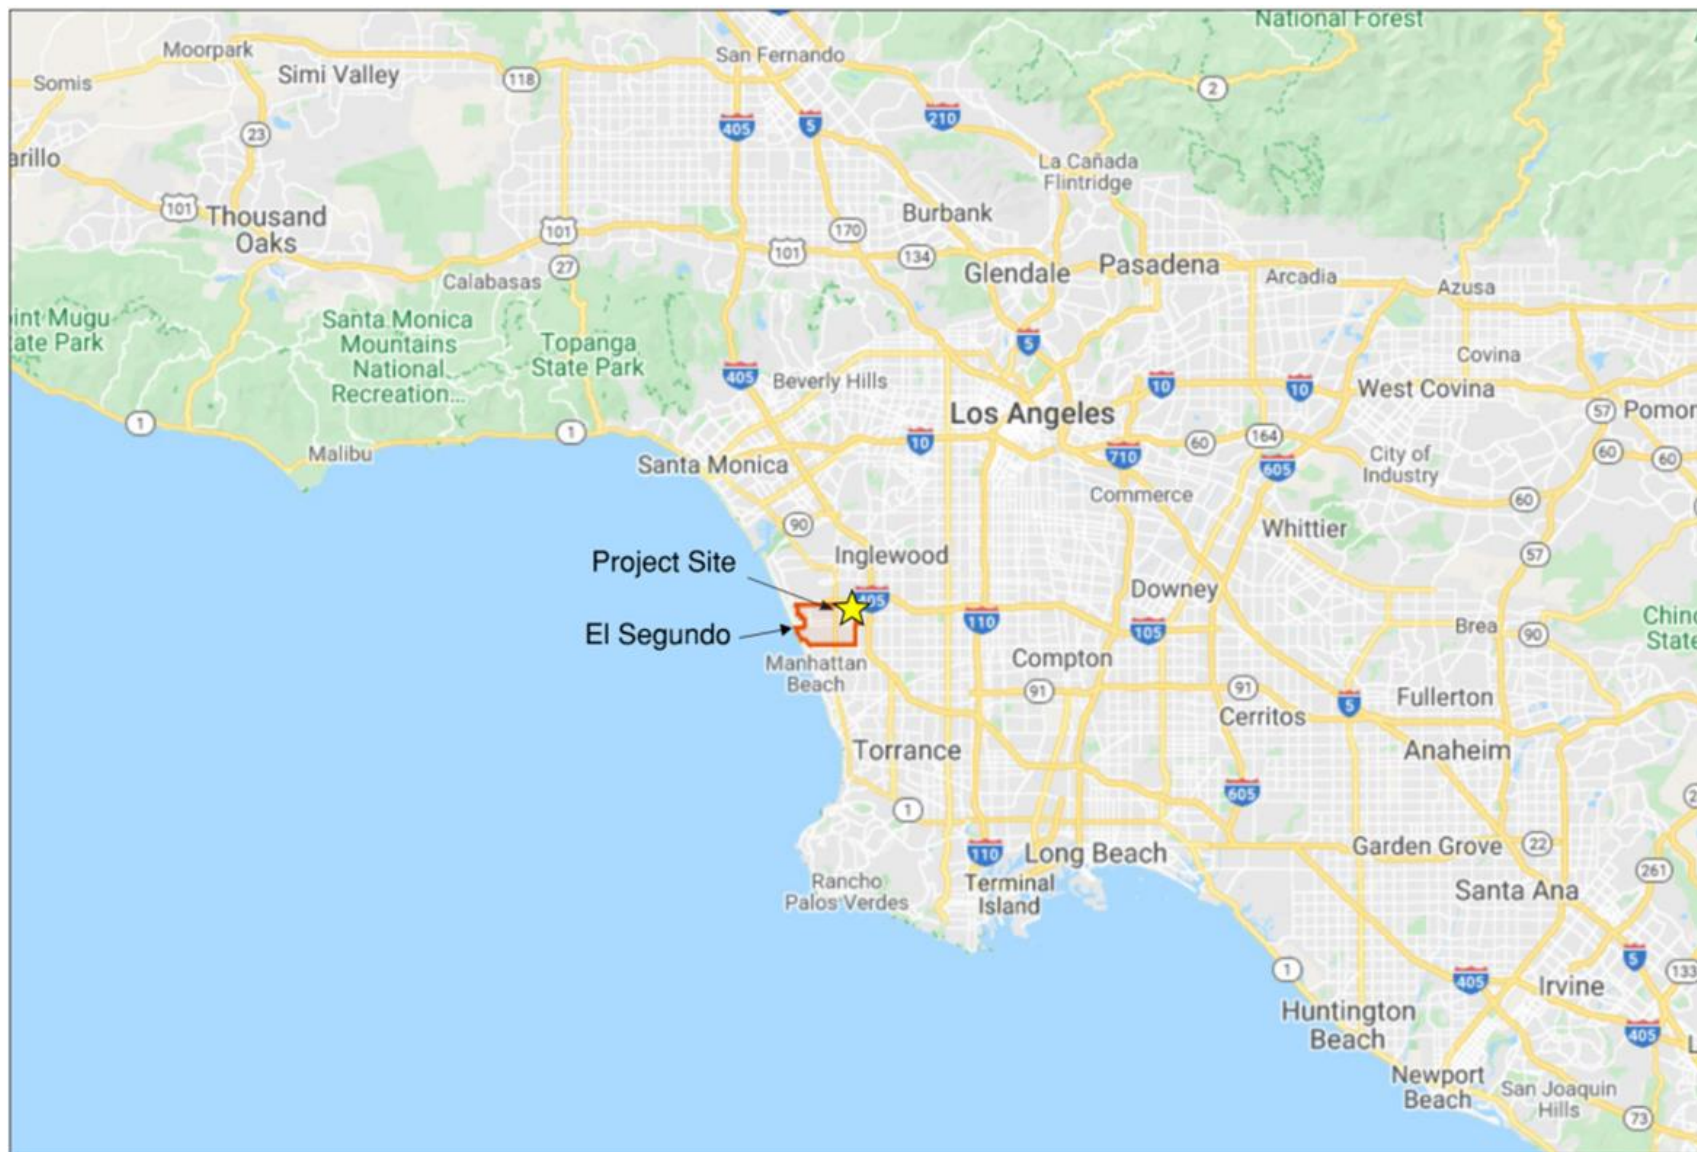 National Forest
Moorpark
San Fernando
Somis
Simi Valley
118
2
405
5
210
23
arillo
La Cañada
Flintridge
101
Thousand
Oaks
Burbank
101
170
101
134
27
Calabasas
Glendale
Pasadena
Arcadia
Azusa
oint Mugu
tate Park
Santa Monica
Mountains
National
Recreation...
Topanga
State Park
5
Covina
405
Beverly Hills
10
10
West Covina
Los Angeles
57
Pomor
1
1
10
60
164
Malibu
Santa Monica
710
605
City of
Industry
60
60
Commerce
60
90
Whittier
Inglewood
57
Project Site
Downey
405
110
105
El Segundo
Chino
State
Brea
90
Manhattan
Beach
Compton
91
91
Fullerton
5
Cerritos
Torrance
Anaheim
605
1
2
110
Long Beach
Garden Grove
22
Rancho
Palos Verdes
Terminal
Island
261
Santa Ana
5
1
405
133
Irvine
Huntington
Beach
405
L
Newport
Beach
San Joaquin
Hills
73